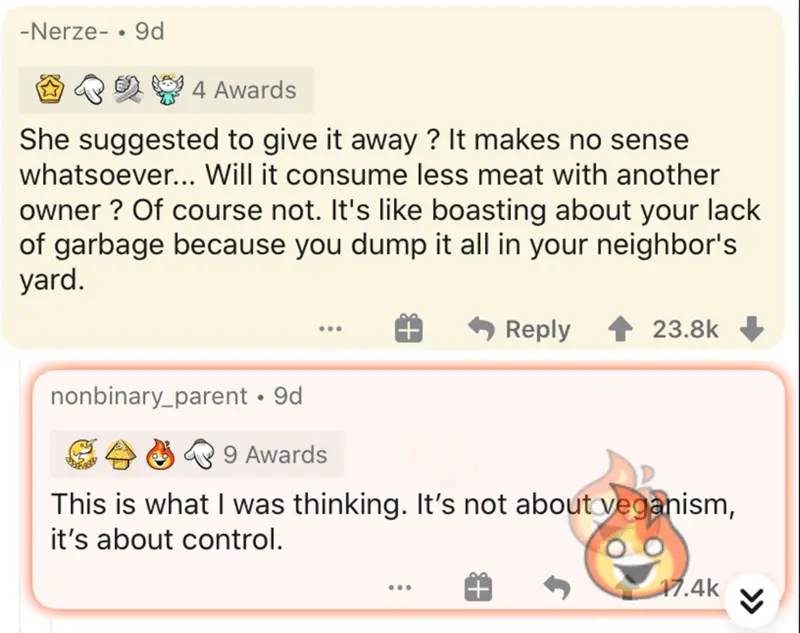 -Nerze- • 9d
4 Awards
She suggested to give it away ? It makes no sense
whatsoever... Will it consume less meat with another
owner ? Of course not. It's like boasting about your lack
of garbage because you dump it all in your neighbor's
yard.
... Reply 23.8k
nonbinary_parent • 9d
9 Awards
This is what I was thinking. It’s not about veganism,
it’s about control.
... 17.4k